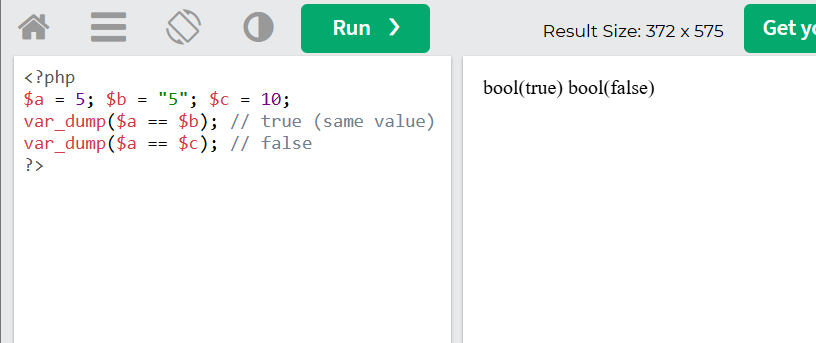 Run ❯
Result Size: 372 x 575
Get yo
<?php
$a = 5; $b = "5"; $c = 10;
var_dump($a == $b); // true (same value)
var_dump($a == $c); // false
?>
bool(true) bool(false)